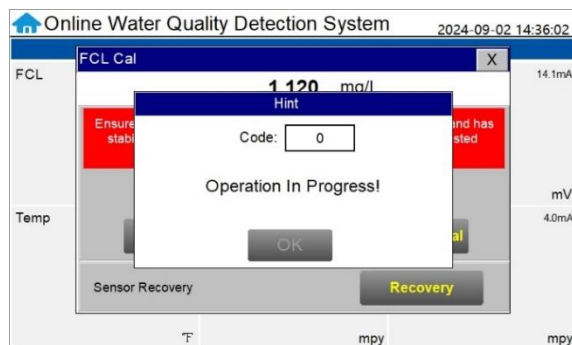 Online Water Quality Detection System 2024-09-02 14:36:02
FCL Cal X
FCL 1.120 mg/l 14.1mA
Hint
Ensure and has
Code: 0
stabi sted
Operation In Progress!
mV
Temp 4.0mA
OK al
Sensor Recovery Recovery
°F mpy mpy